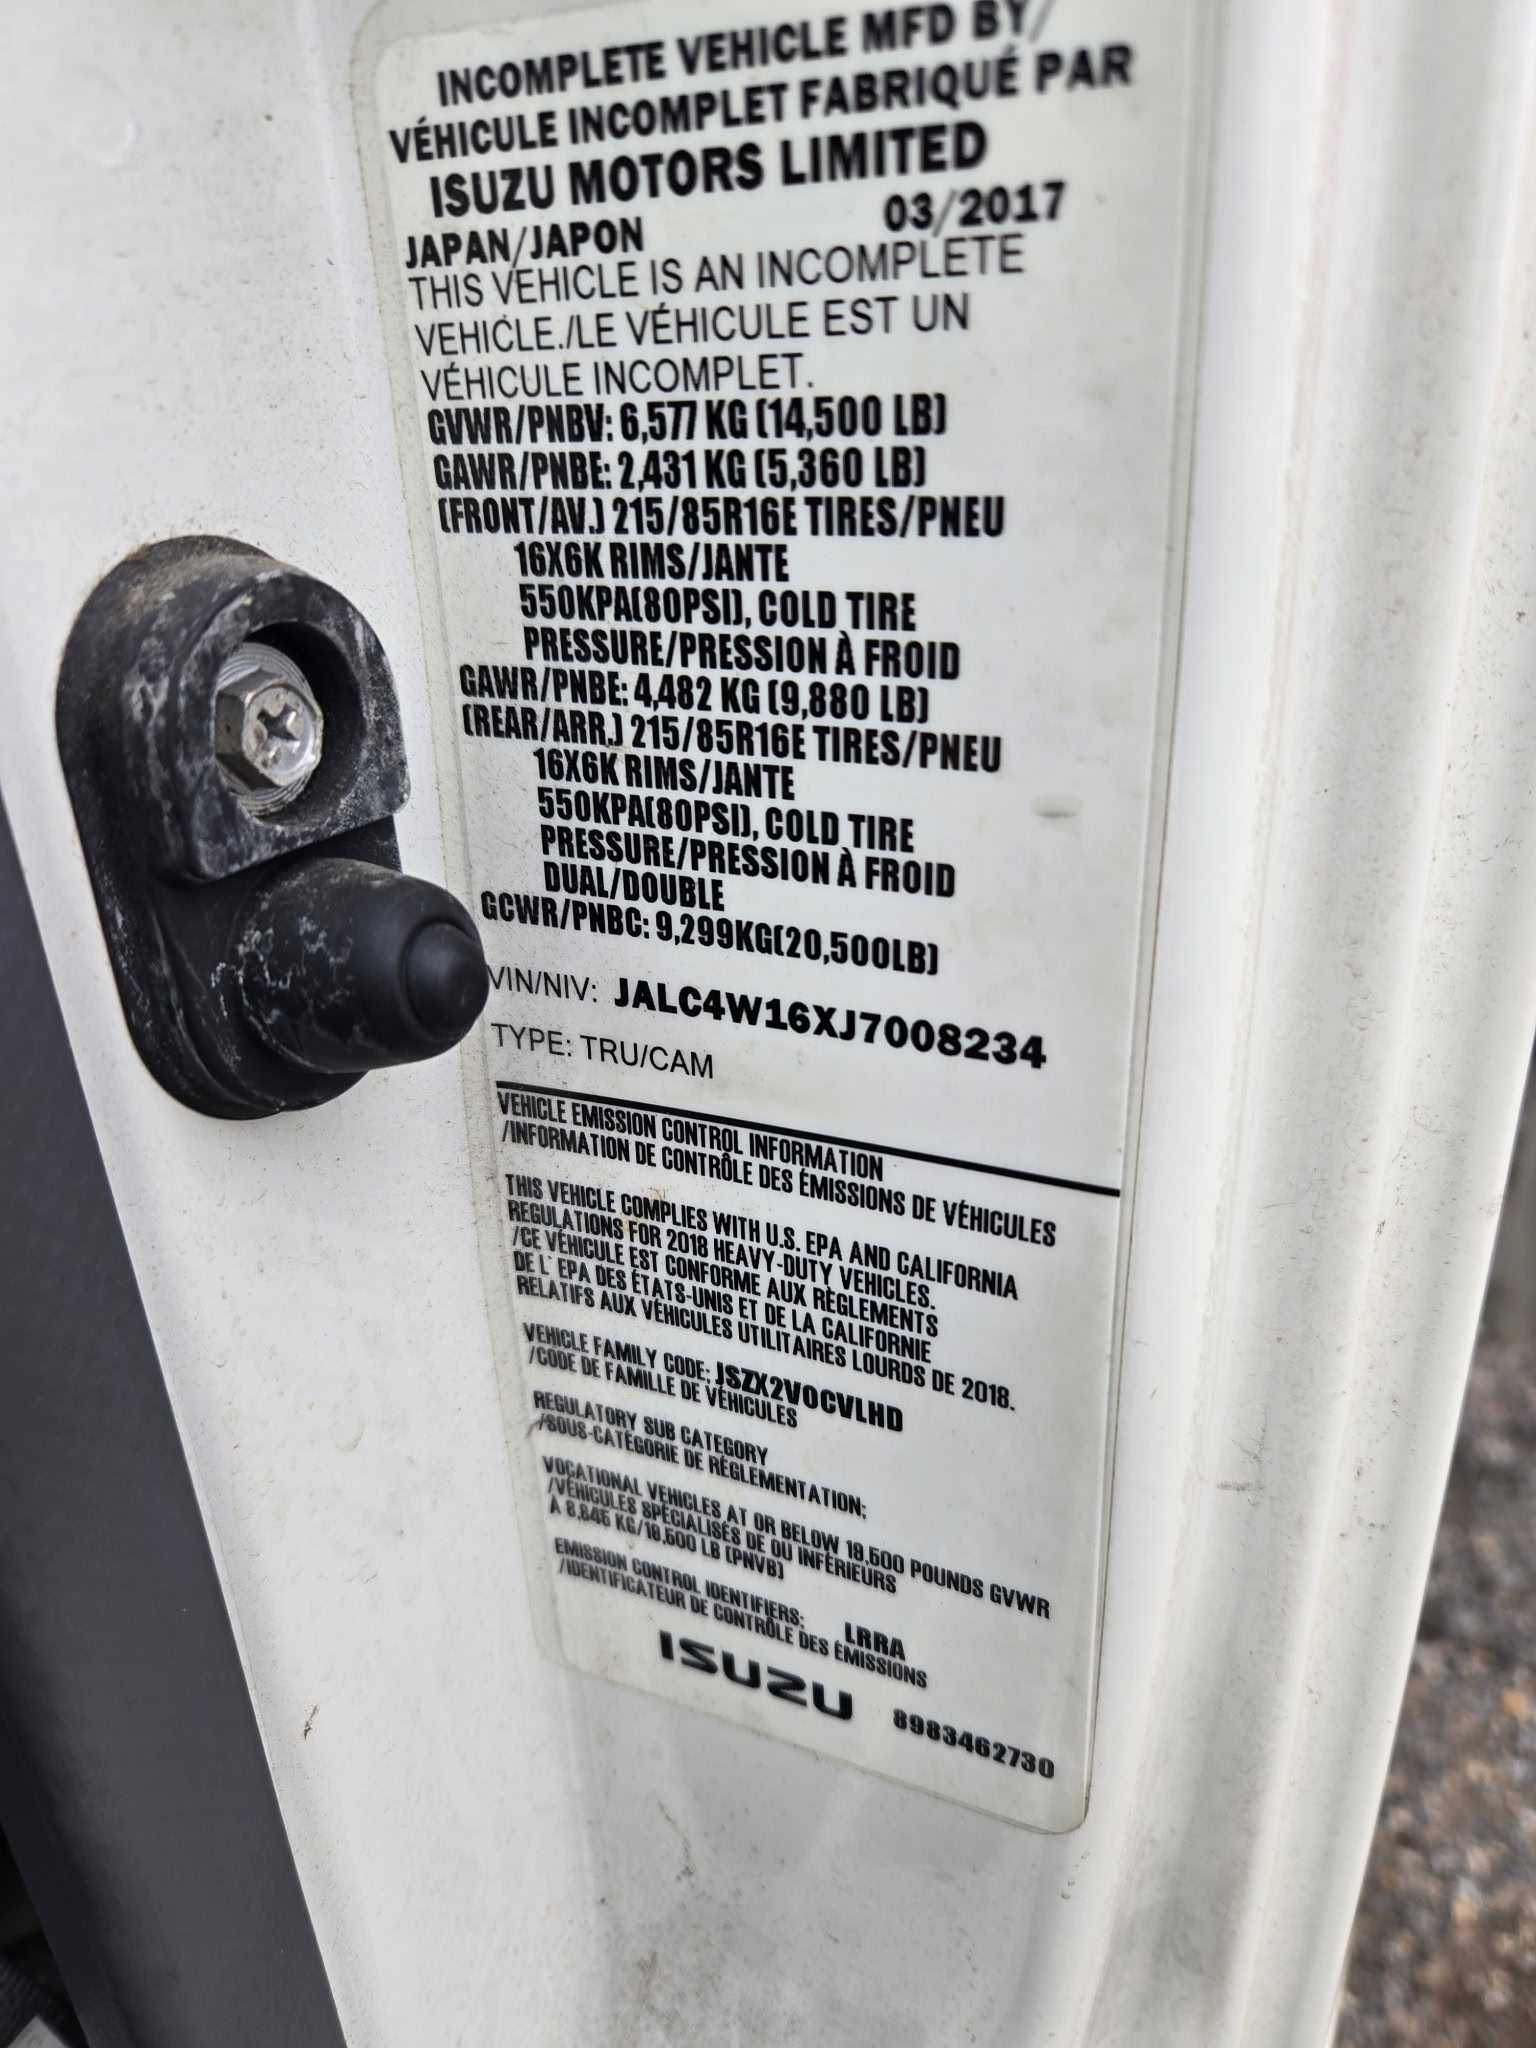 INCOMPLETE VEHICLE MFD BY/
VÉHICULE INCOMPLET FABRIQUÉ PAR
ISUZU MOTORS LIMITED
JAPAN/JAPON 03/2017
THIS VEHICLE IS AN INCOMPLETE
VEHICLE./LE VÉHICULE EST UN
VÉHICULE INCOMPLET.
GVWR/PNBV: 6,577 KG (14,500 LB)
GAWR/PNBE: 2,431 KG (5,360 LB)
(FRONT/AV.) 215/85R16E TIRES/PNEU
16X6K RIMS/JANTE
550KPA(80PSI), COLD TIRE
PRESSURE/PRESSION À FROID
GAWR/PNBE: 4,482 KG (9,880 LB)
(REAR/ARR.) 215/85R16E TIRES/PNEU
16X6K RIMS/JANTE
550KPA(80PSI), COLD TIRE
PRESSURE/PRESSION À FROID
DUAL/DOUBLE
GCWR/PNBC: 9,299KG(20,500LB)
VIN/NIV: JALC4W16XJ7008234
TYPE: TRU/CAM
VEHICLE EMISSION CONTROL INFORMATION
/INFORMATION DE CONTRÔLE DES ÉMISSIONS DE VÉHICULES
THIS VEHICLE COMPLIES WITH U.S. EPA AND CALIFORNIA
REGULATIONS FOR 2018 HEAVY-DUTY VEHICLES.
/CE VÉHICULE EST CONFORME AUX RÈGLEMENTS
DE L' EPA DES ÉTATS-UNIS ET DE LA CALIFORNIE
RELATIFS AUX VÉHICULES UTILITAIRES LOURDS DE 2018.
VEHICLE FAMILY CODE: JSZX2VOCVLHD
/CODE DE FAMILLE DE VÉHICULES
REGULATORY SUB CATEGORY
/SOUS-CATÉGORIE DE RÉGLEMENTATION:
VOCATIONAL VEHICLES AT OR BELOW 19,500 POUNDS GVWR
/VÉHICULES SPÉCIALISÉS DE OU INFÉRIEURS
À 8,845 KG/19,500 LB (PNVB)
EMISSION CONTROL IDENTIFIERS: LRRA
/IDENTIFICATEUR DE CONTRÔLE DES ÉMISSIONS
ISUZU 8983462730